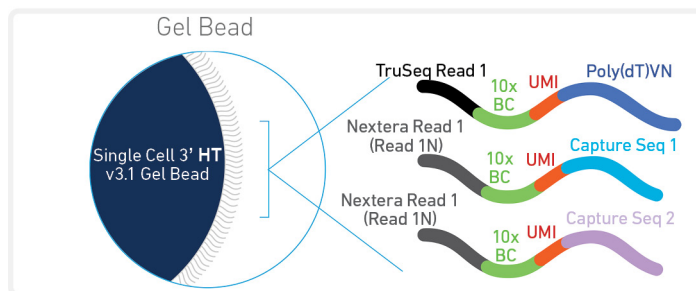 Gel Bead
Single Cell 3’ HT
v3.1 Gel Bead
TruSeq Read 1
10x
BC
UMI
Poly(dT)VN
Nextera Read 1
(Read 1N)
10x
BC
UMI
Capture Seq 1
Nextera Read 1
(Read 1N)
10x
BC
UMI
Capture Seq 2